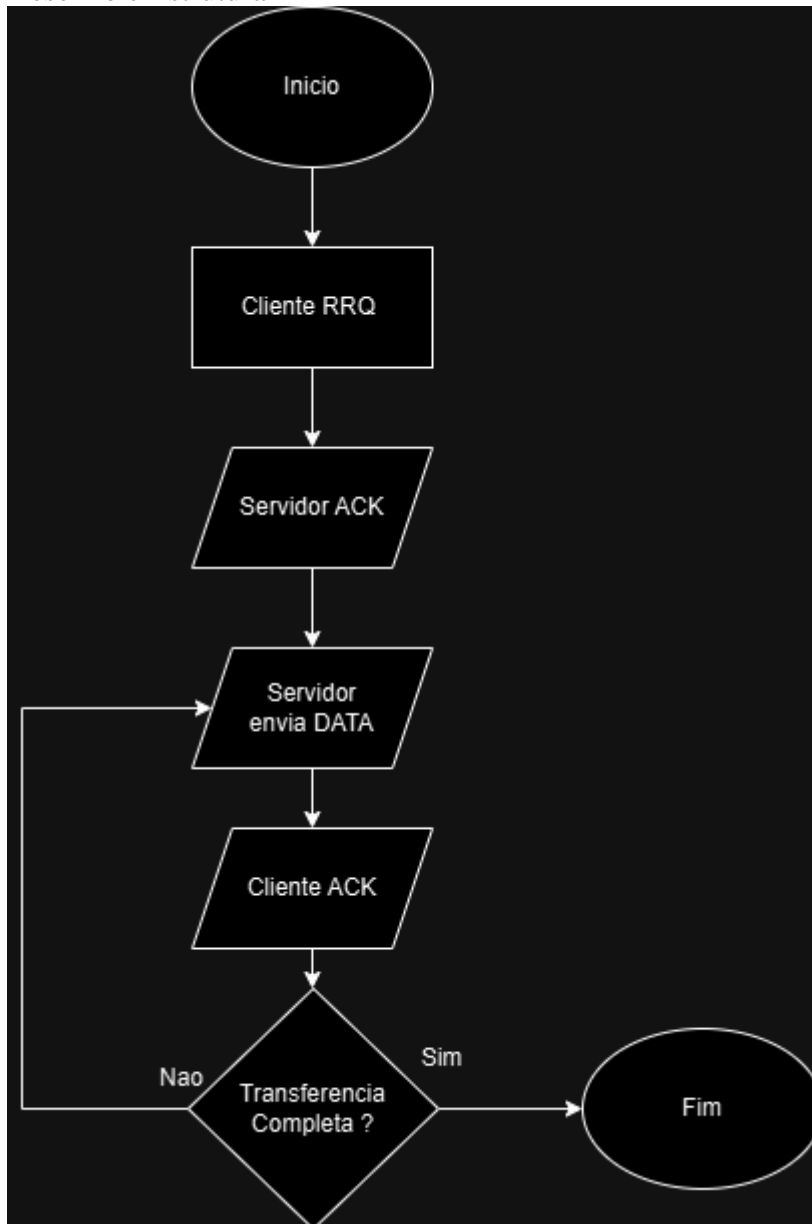 Inicio
Cliente RRQ
Servidor ACK
Servidor
envia DATA
Cliente ACK
Nao
Sim
Transferencia
Completa ?
Fim